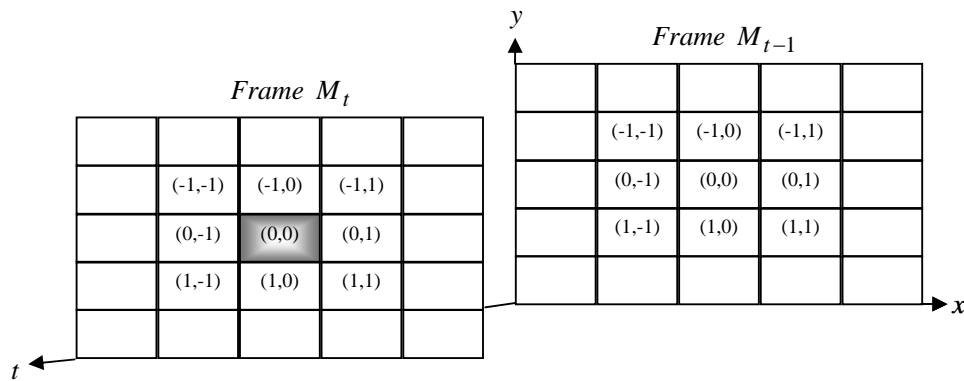 y
Frame M_{t-1}
Frame M_t
(-1,-1) (-1,0) (-1,1)
(0,-1) (0,0) (0,1)
(1,-1) (1,0) (1,1)
x
(-1,-1) (-1,0) (-1,1)
(0,-1) (0,0) (0,1)
(1,-1) (1,0) (1,1)
t